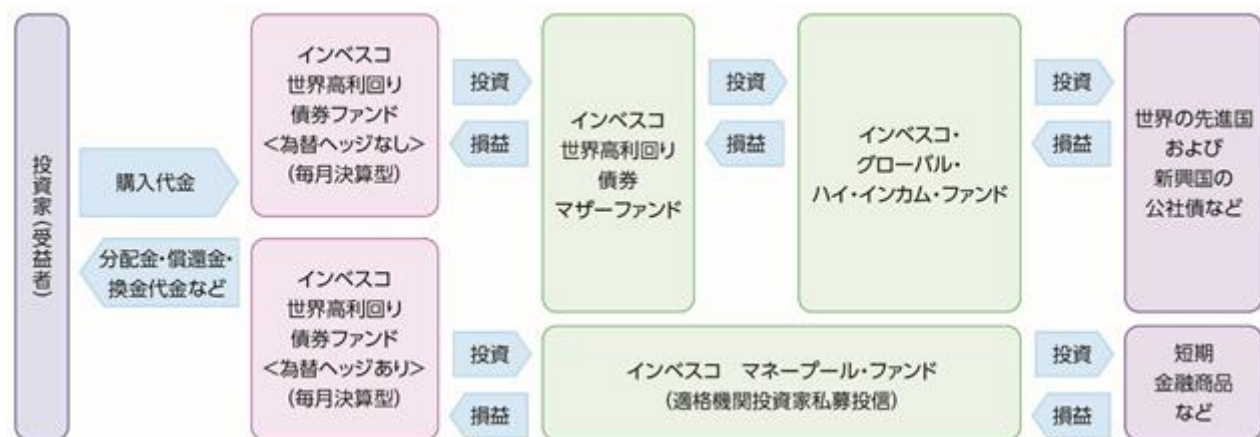 投資家(受益者)
購入代金
分配金・償還金・
換金代金など
インベスコ
世界高利回り
債券ファンド
<為替ヘッジなし>
(毎月決算型)
投資
損益
インベスコ
世界高利回り
債券
マザーファンド
投資
損益
インベスコ・
グローバル・
ハイ・インカム・ファンド
投資
損益
世界の先進国
および
新興国の
公社債など
インベスコ
世界高利回り
債券ファンド
<為替ヘッジあり>
(毎月決算型)
投資
損益
インベスコ　マネープール・ファンド
(適格機関投資家私募投信)
投資
損益
短期
金融商品
など